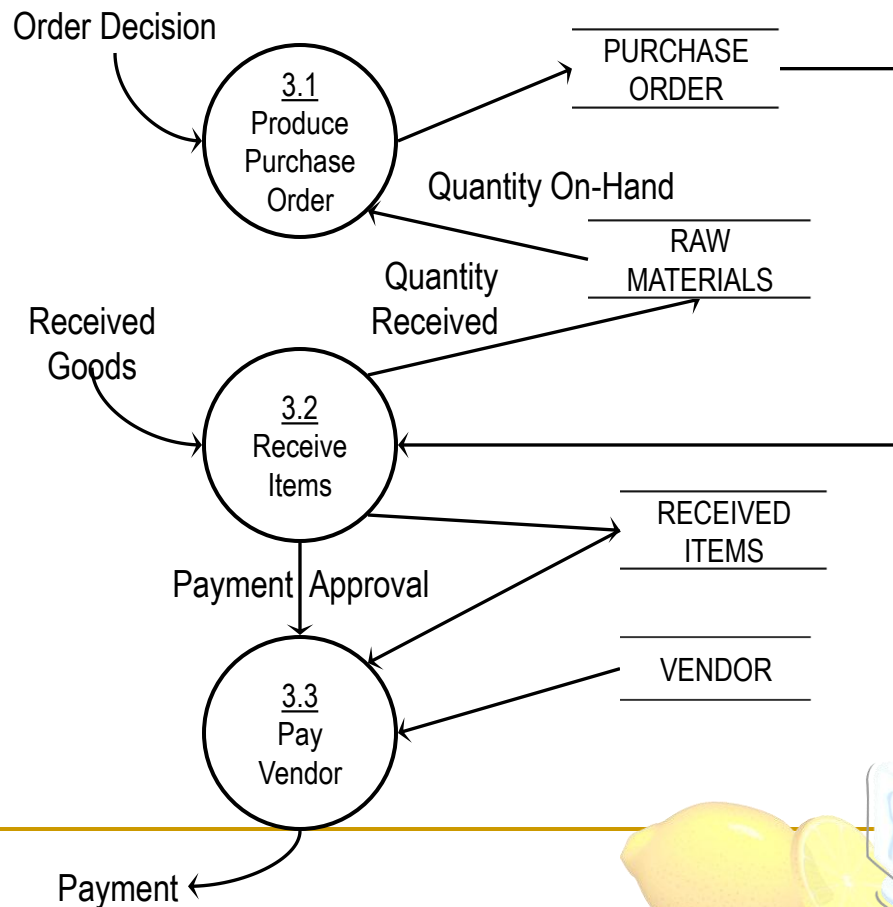 Order Decision
PURCHASE
ORDER
3.1
Produce
Purchase
Order
Quantity On-Hand
RAW
MATERIALS
Quantity
Received
Received
Goods
3.2
Receive
Items
RECEIVED
ITEMS
Payment Approval
VENDOR
3.3
Pay
Vendor
Payment